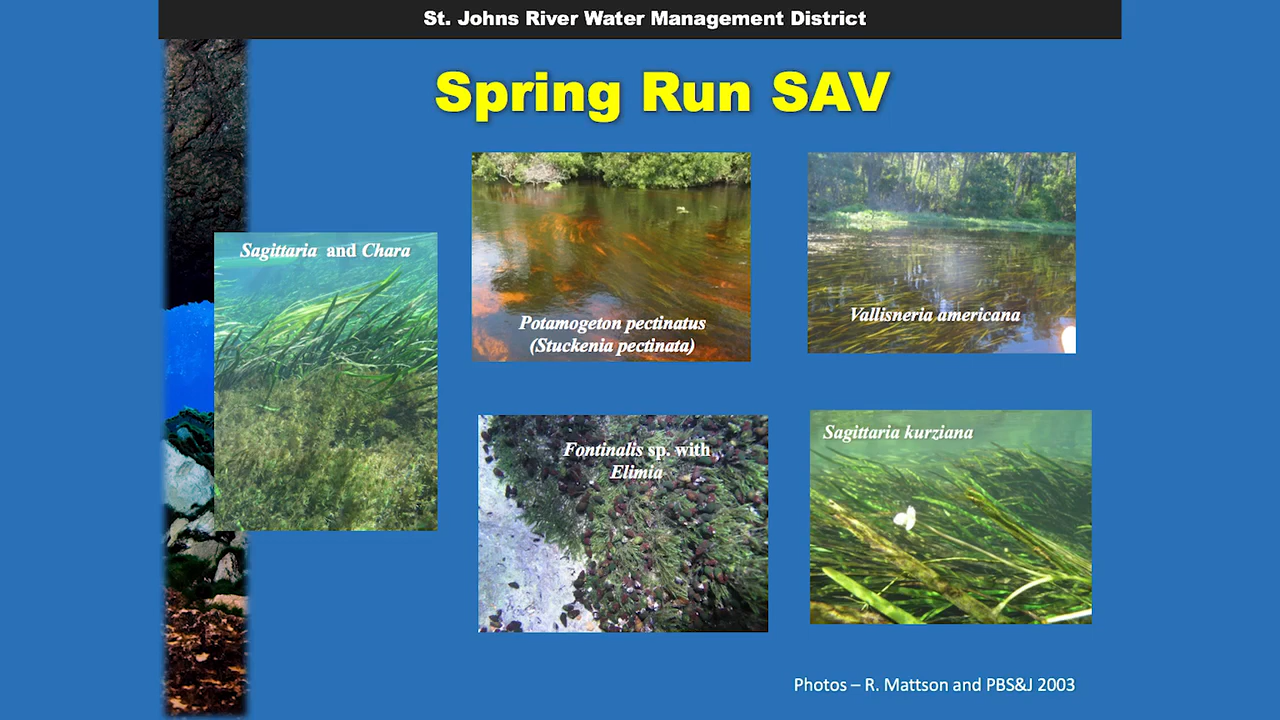 St. Johns River Water Management District
Spring Run SAV
Sagittaria and Chara
Potamogeton pectinatus
(Stuckenia pectinata)
Vallisneria americana
Fontinalis sp. with
Elimia
Sagittaria kurziana
Photos – R. Mattson and PBS&J 2003